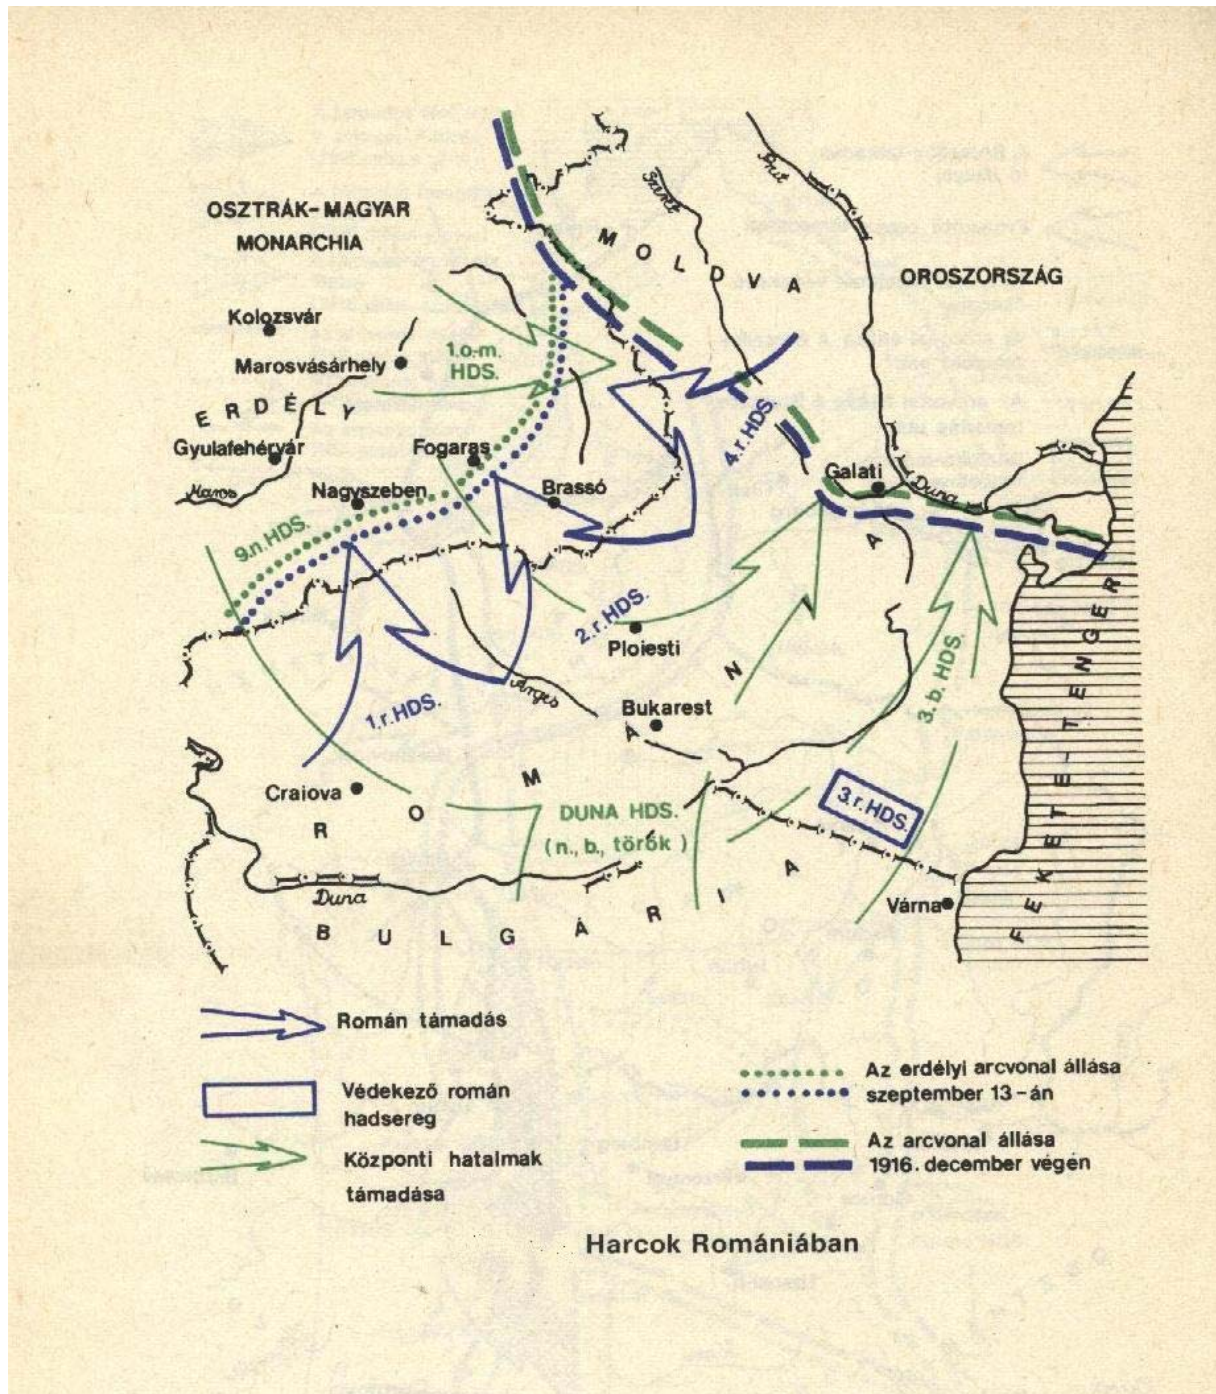 OSZTRÁK-MAGYAR
MONARCHIA
Szeret
Prut
MOLDVA
OROSZORSZÁG
Kolozsvár
Marosvásárhely
1.o.-m.
HDS.
ERDÉLY
Gyulafehérvár
Fogaras
4.r.HDS.
Galati
Duna
Maros
Nagyszeben
Brassó
9.n.HDS.
2.r.HDS.
Ploiesti
Arges
1.r.HDS.
Bukarest
3.b.HDS.
FEKETE-TENGER
Craiova
ROMANIA
DUNA HDS.
(n., b., török)
3.r.HDS.
Duna
Várna
BULGÁRIA
Román támadás
Védekező román
hadsereg
Központi hatalmak
támadása
Az erdélyi arcvonal állása
szeptember 13-án
Az arcvonal állása
1916. december végén
Harcok Romániában